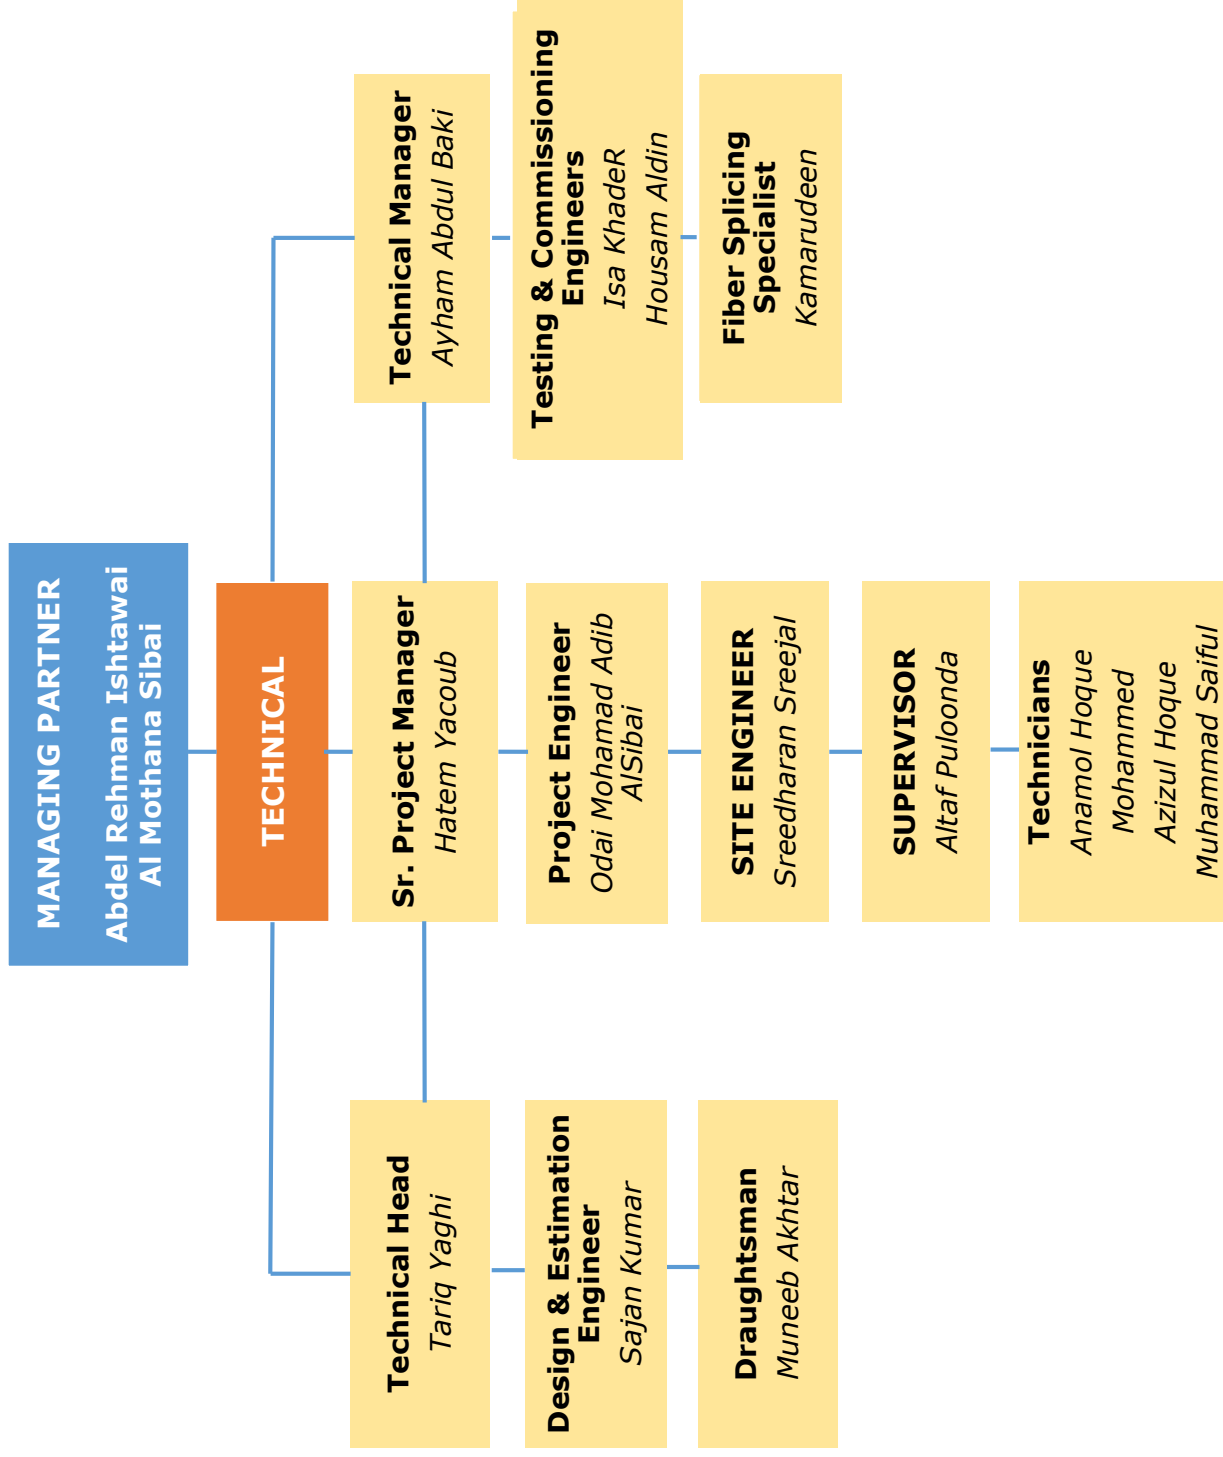 MANAGING PARTNER
Abdel Rehman Ishtawai
Al Mothana Sibai
TECHNICAL
Technical Head
Tariq Yaghi
Sr. Project Manager
Hatem Yacoub
Technical Manager
Ayham Abdul Baki
Design & Estimation
Engineer
Sajan Kumar
Project Engineer
Odai Mohamad Adib
AlSibai
Testing & Commissioning
Engineers
Isa KhadeR
Housam Aldin
Draughtsman
Muneeb Akhtar
SITE ENGINEER
Sreedharan Sreejal
Fiber Splicing
Specialist
Kamarudeen
SUPERVISOR
Altaf Puloonda
Technicians
Anamol Hoque
Mohammed
Azizul Hoque
Muhammad Saiful